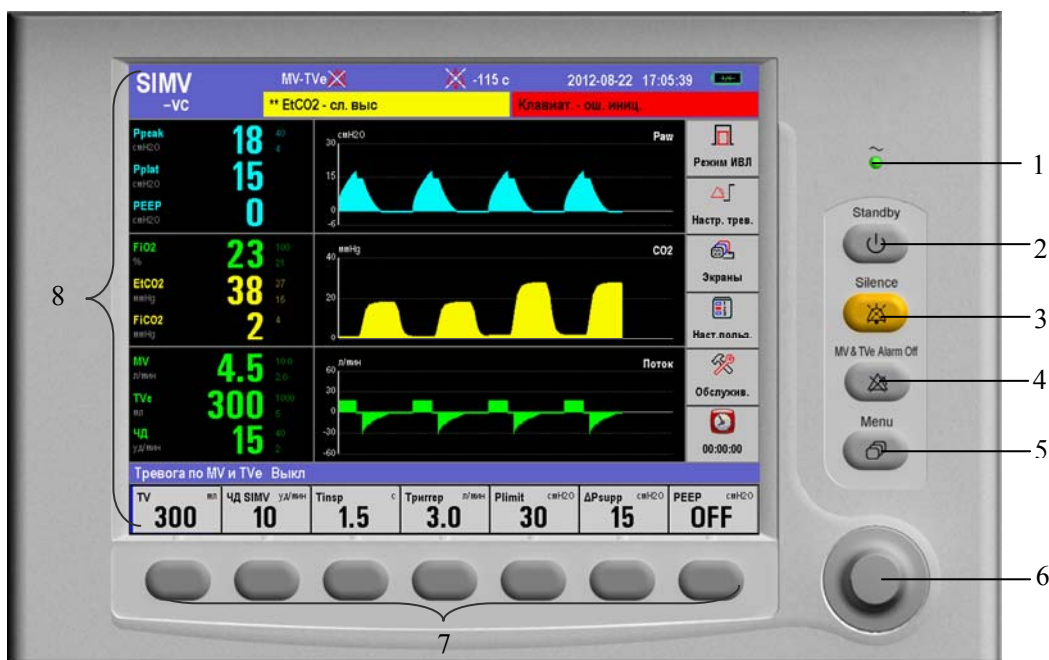 SIMV
-VC
MV-TVe
-115 с
2012-08-22 17:05:39
** EtCO2 - сл. выс
Клавиат. - ош. иниц.
Ppeak
смH2O
18
40
4
Pplat
смH2O
15
PEEP
смH2O
0
FiO2
%
23
100
21
EtCO2
ммHg
38
37
15
FiCO2
ммHg
2
4
MV
л/мин
4.5
10.0
2.0
TVe
мл
300
1000
5
ЧД
уд/мин
15
40
2
смH2O
Paw
30
15
0
-6
ммHg
CO2
40
20
0
л/мин
Поток
60
30
0
-30
-60
Режим ИВЛ
Настр. трев.
Экраны
Наст.польз.
Обслужив.
00:00:00
Тревога по MV и TVe Выкл
TV мл
300
ЧД SIMV уд/мин
10
Tinsp с
1.5
Триггер л/мин
3.0
Plimit смH2O
30
ΔPsupp смH2O
15
PEEP смH2O
OFF
Standby
Silence
MV & TVe Alarm Off
Menu
1
2
3
4
5
6
7
8